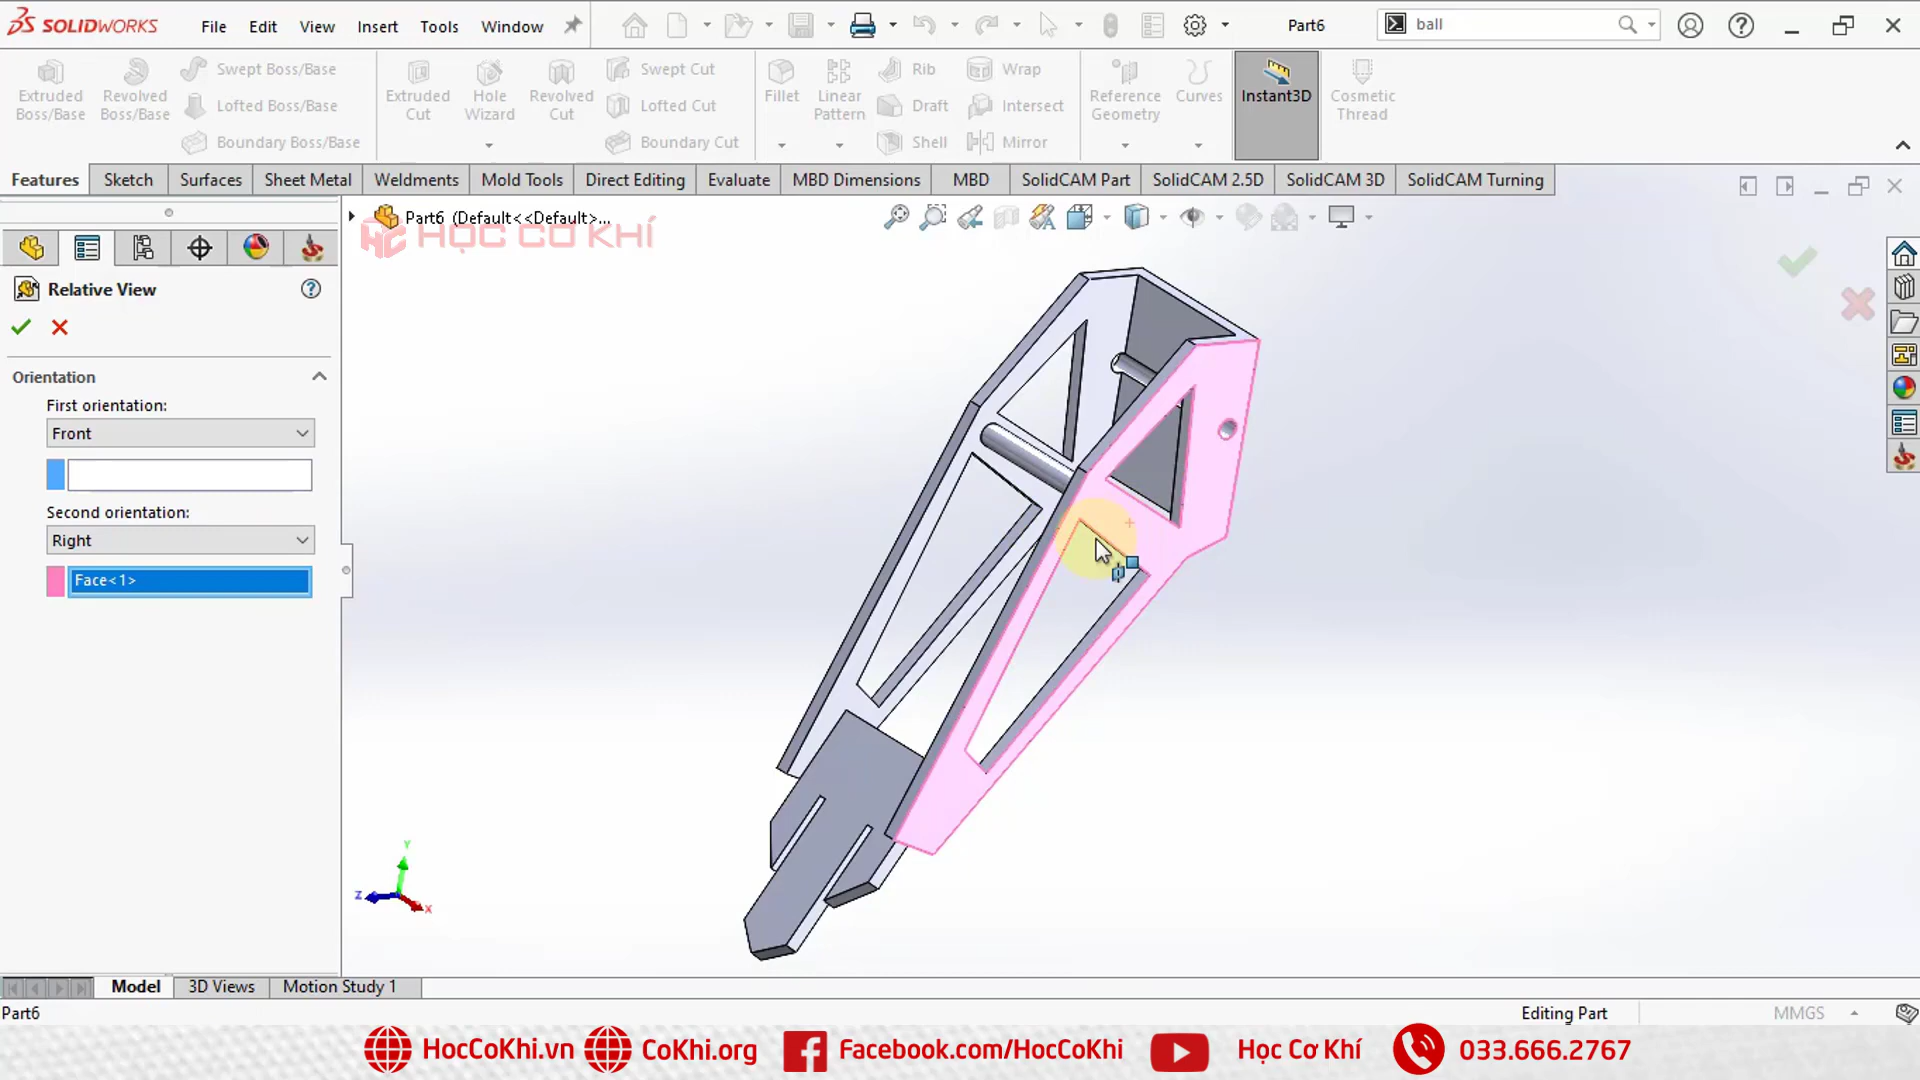 SOLIDWORKS File Edit View Insert Tools Window Part6 ball
Extruded Boss/Base
Revolved Boss/Base
Swept Boss/Base
Lofted Boss/Base
Boundary Boss/Base
Extruded Cut
Hole Wizard
Revolved Cut
Swept Cut
Lofted Cut
Boundary Cut
Fillet
Linear Pattern
Rib
Draft
Shell
Wrap
Intersect
Mirror
Reference Geometry
Curves
Instant3D
Cosmetic Thread
Features Sketch Surfaces Sheet Metal Weldments Mold Tools Direct Editing Evaluate MBD Dimensions MBD SolidCAM Part SolidCAM 2.5D SolidCAM 3D SolidCAM Turning
Part6 (Default<<Default>...
HC HỌC CƠ KHÍ
Relative View
Orientation
First orientation:
Front
Second orientation:
Right
Face<1>
Y
Z
X
Model 3D Views Motion Study 1
Part6 Editing Part MMGS
HocCoKhi.vn CoKhi.org Facebook.com/HocCoKhi Học Cơ Khí 033.666.2767